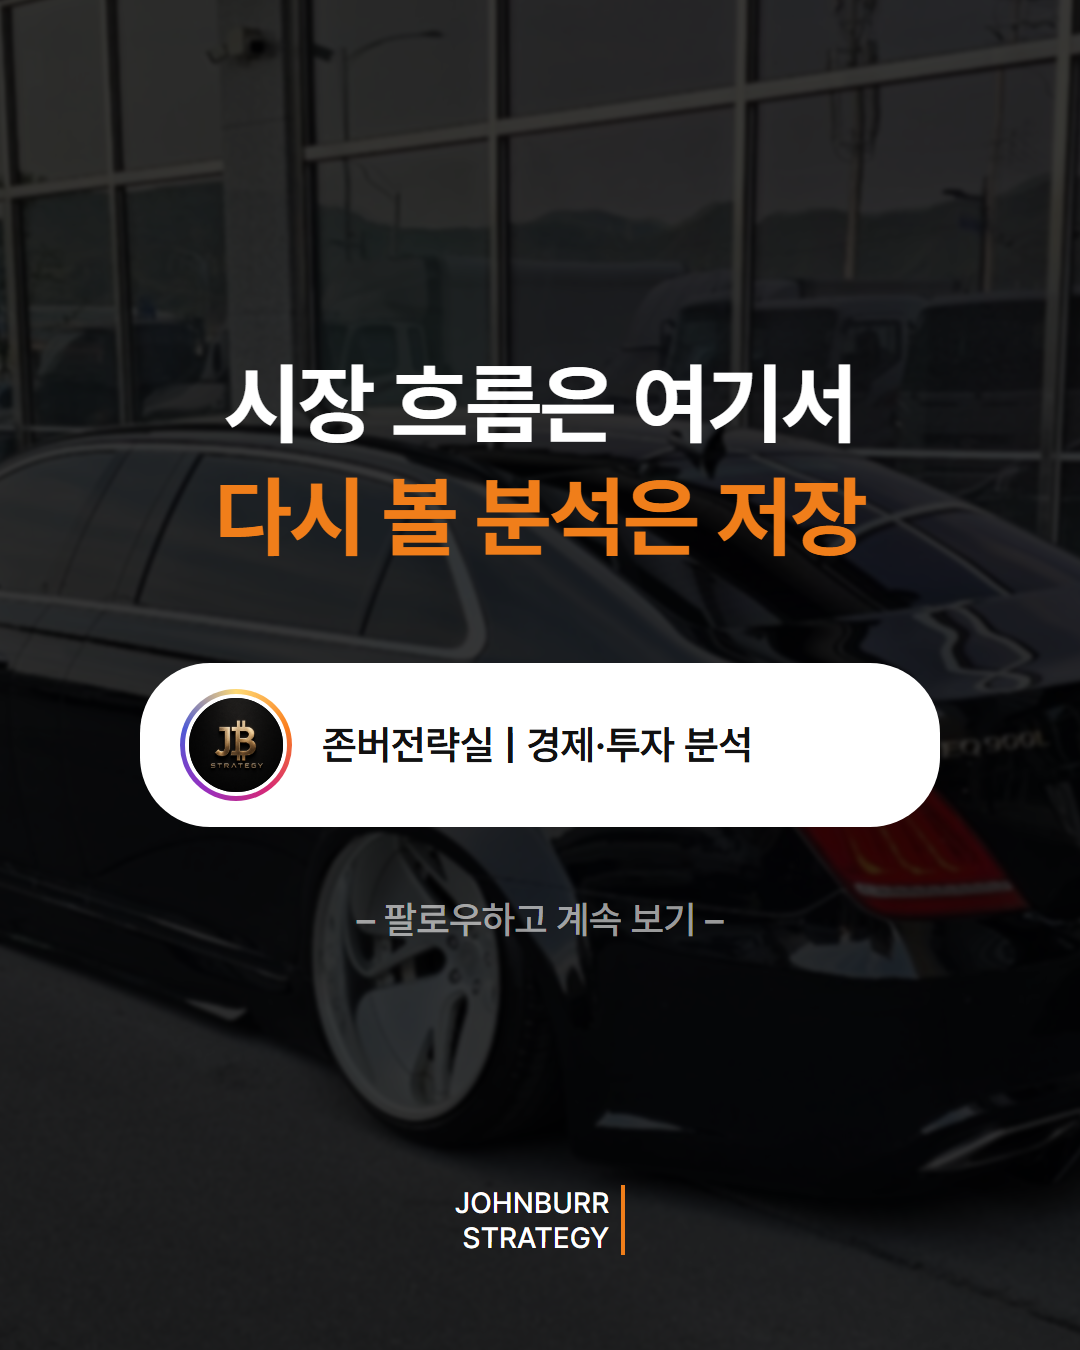 시장 흐름은 여기서
다시 볼 분석은 저장
JB
STRATEGY
존버전략실 | 경제·투자 분석
– 팔로우하고 계속 보기 –
JOHNBURR
STRATEGY